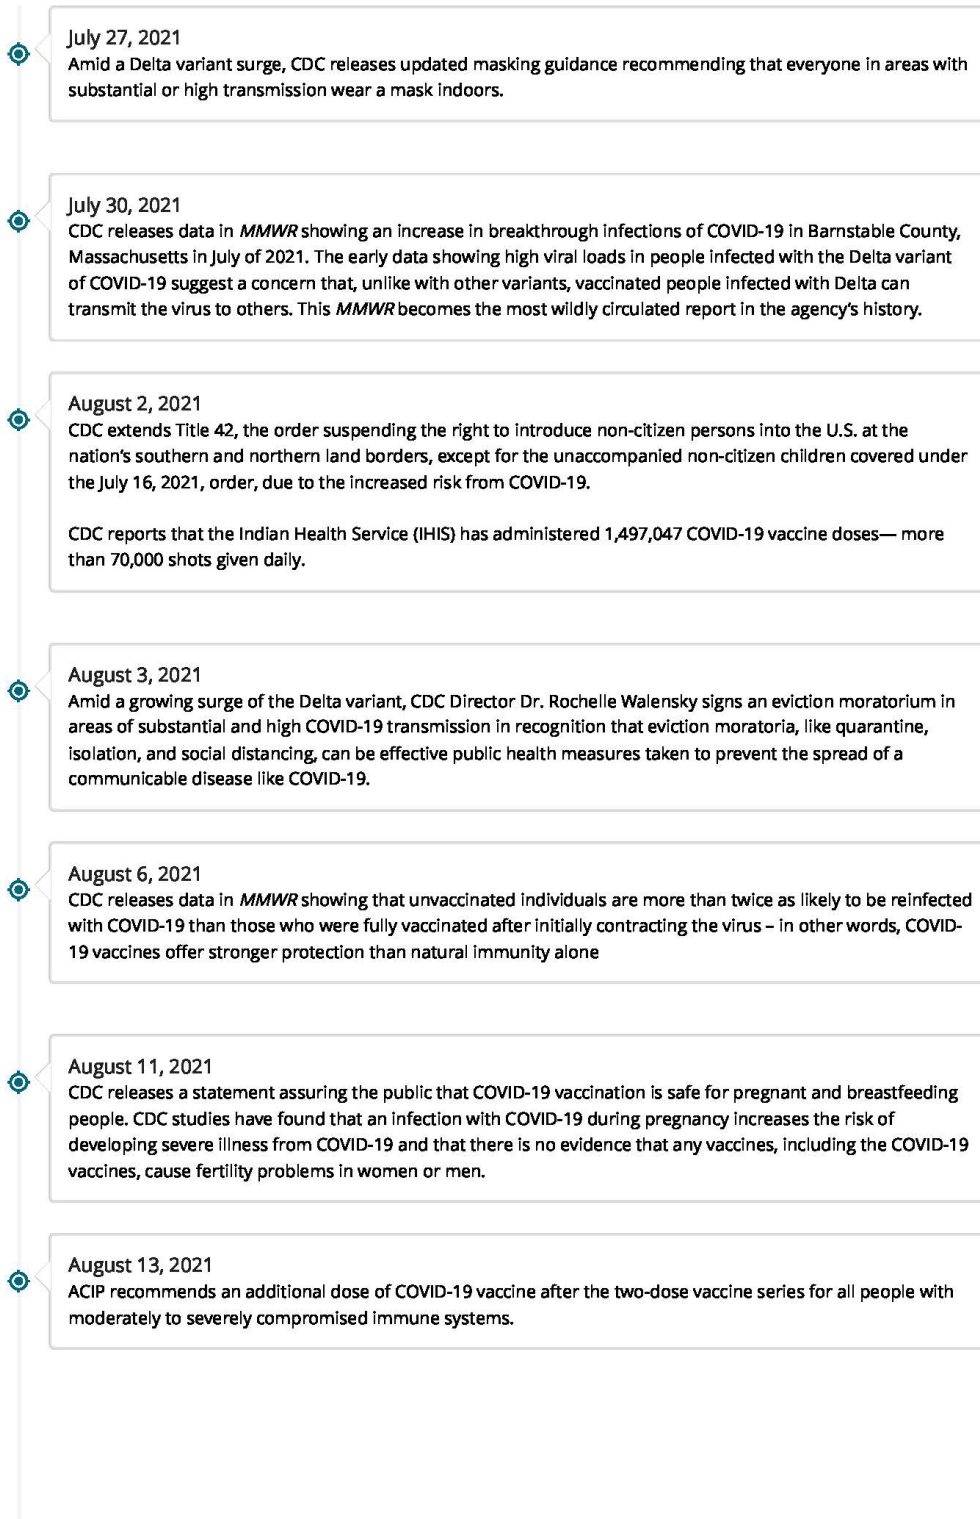 July 27, 2021
Amid a Delta variant surge, CDC releases updated masking guidance recommending that everyone in areas with
substantial or high transmission wear a mask indoors.
July 30, 2021
CDC releases data in MMWR showing an increase in breakthrough infections of COVID-19 in Barnstable County,
Massachusetts in July of 2021. The early data showing high viral loads in people infected with the Delta variant
of COVID-19 suggest a concern that, unlike with other variants, vaccinated people infected with Delta can
transmit the virus to others. This MMWR becomes the most wildly circulated report in the agency's history.
August 2, 2021
CDC extends Title 42, the order suspending the right to introduce non-citizen persons into the U.S. at the
nation's southern and northern land borders, except for the unaccompanied non-citizen children covered under
the July 16, 2021, order, due to the increased risk from COVID-19.
CDC reports that the Indian Health Service (IHIS) has administered 1,497,047 COVID-19 vaccine doses— more
than 70,000 shots given daily.
August 3, 2021
Amid a growing surge of the Delta variant, CDC Director Dr. Rochelle Walensky signs an eviction moratorium in
areas of substantial and high COVID-19 transmission in recognition that eviction moratoria, like quarantine,
isolation, and social distancing, can be effective public health measures taken to prevent the spread of a
communicable disease like COVID-19.
August 6, 2021
CDC releases data in MMWR showing that unvaccinated individuals are more than twice as likely to be reinfected
with COVID-19 than those who were fully vaccinated after initially contracting the virus – in other words, COVID-
19 vaccines offer stronger protection than natural immunity alone
August 11, 2021
CDC releases a statement assuring the public that COVID-19 vaccination is safe for pregnant and breastfeeding
people. CDC studies have found that an infection with COVID-19 during pregnancy increases the risk of
developing severe illness from COVID-19 and that there is no evidence that any vaccines, including the COVID-19
vaccines, cause fertility problems in women or men.
August 13, 2021
ACIP recommends an additional dose of COVID-19 vaccine after the two-dose vaccine series for all people with
moderately to severely compromised immune systems.